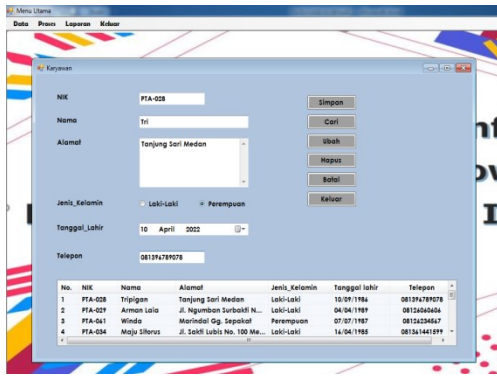 Menu Utama
Data Proses Laporan Keluar
Karyawan
NIK PTA-028 Simpan
Nama Tri Cari
Alamat Tanjung Sari Medan Ubah
Hapus
Batal
Jenis_Kelamin Laki-Laki Perempuan Keluar
Tanggal_Lahir 10 April 2022
Telepon 081396789078
No. NIK Nama Alamat Jenis_Kelamin Tanggal lahir Telepon
1 PTA-028 Tripigan Tanjung Sari Medan Laki-Laki 10/09/1986 081396789078
2 PTA-029 Arman Laia Jl. Ngumban Surbakti N... Laki-Laki 04/04/1989 08126060606
3 PTA-061 Winda Marindal Gg. Sepakat Perempuan 07/07/1987 08126234567
4 PTA-034 Maju Sitorus Jl. Sakti Lubis No. 100 Me... Laki-Laki 16/04/1985 081361441599